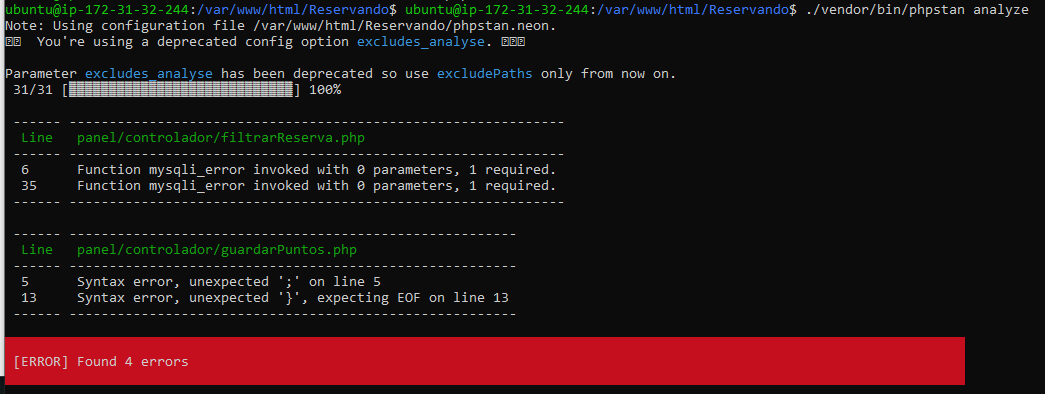 ubuntu@ip-172-31-32-244:/var/www/html/Reservando$ ubuntu@ip-172-31-32-244:/var/www/html/Reservando$ ./vendor/bin/phpstan analyze
Note: Using configuration file /var/www/html/Reservando/phpstan.neon.
You're using a deprecated config option excludes_analyse.
Parameter excludes_analyse has been deprecated so use excludePaths only from now on.
31/31 [▓▓▓▓▓▓▓▓▓▓▓▓▓▓▓▓▓▓▓▓▓▓▓▓▓▓▓▓] 100%
------ --------------------------------------------------------------
Line   panel/controlador/filtrarReserva.php
------ --------------------------------------------------------------
6      Function mysqli_error invoked with 0 parameters, 1 required.
35     Function mysqli_error invoked with 0 parameters, 1 required.
------ --------------------------------------------------------------
------ --------------------------------------------------------
Line   panel/controlador/guardarPuntos.php
------ --------------------------------------------------------
5      Syntax error, unexpected ';' on line 5
13     Syntax error, unexpected '}', expecting EOF on line 13
------ --------------------------------------------------------
[ERROR] Found 4 errors